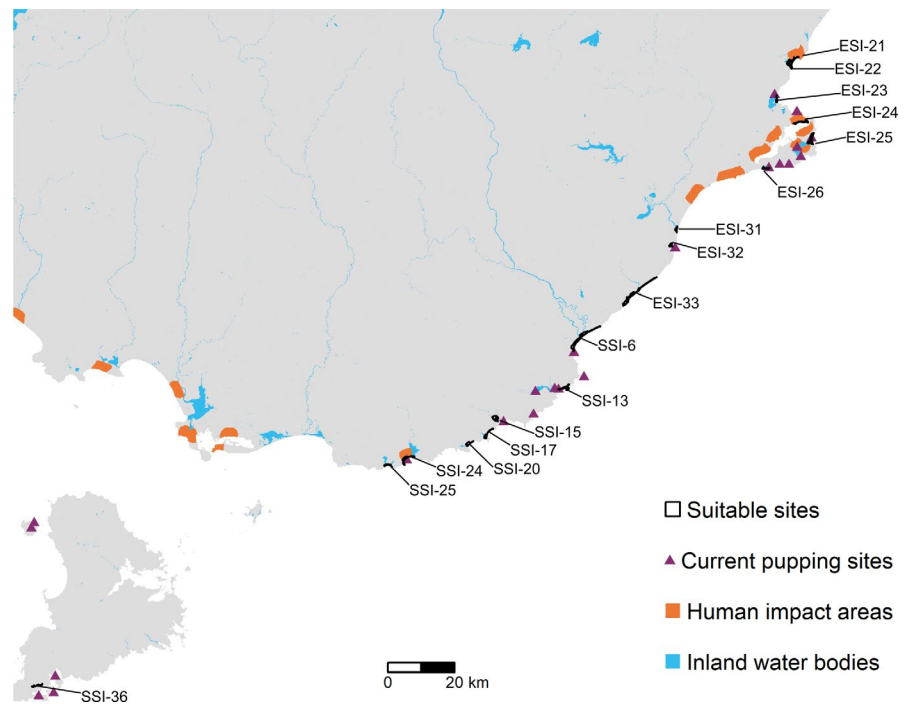 ESI-21
ESI-22
ESI-23
ESI-24
ESI-25
ESI-26
ESI-31
ESI-32
ESI-33
SSI-6
SSI-13
SSI-15
SSI-17
SSI-20
SSI-24
SSI-25
Suitable sites
Current pupping sites
Human impact areas
Inland water bodies
0 20 km
SSI-36